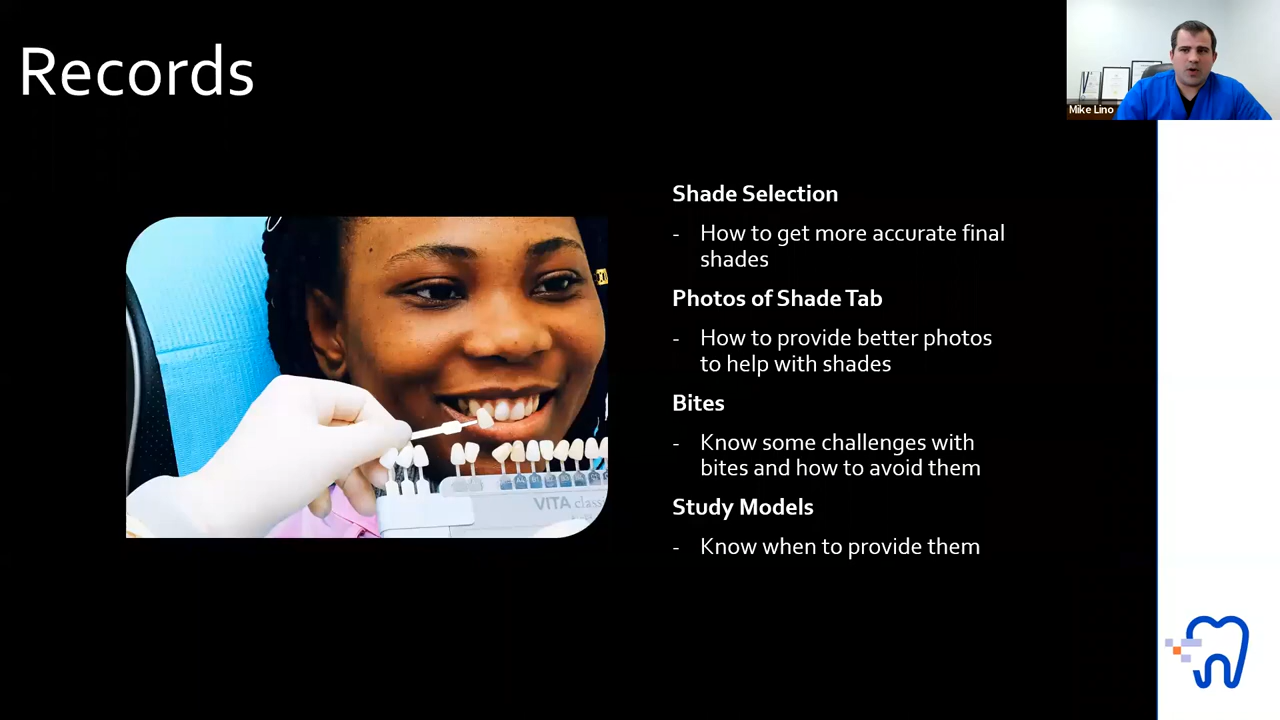 Records
Mike Lino
Shade Selection
- How to get more accurate final
shades
Photos of Shade Tab
- How to provide better photos
to help with shades
Bites
- Know some challenges with
bites and how to avoid them
Study Models
- Know when to provide them
VITA class